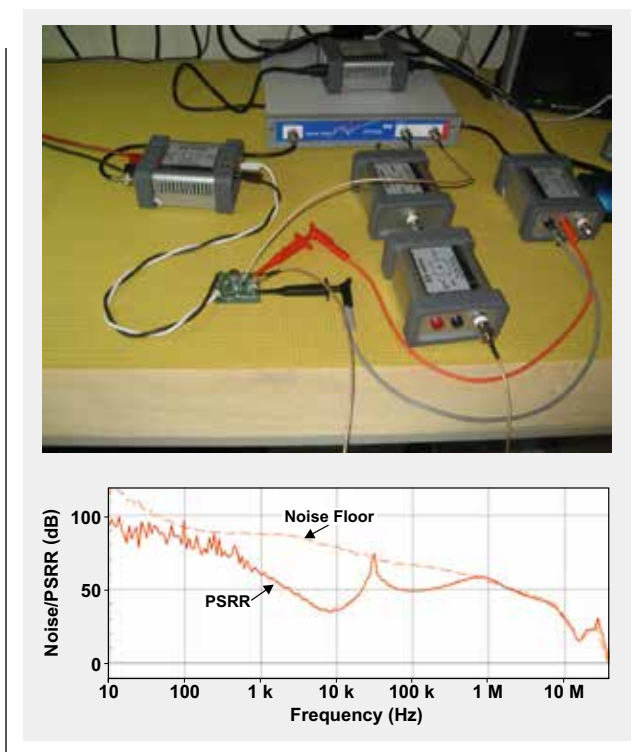 Noise/PSRR (dB)
100
50
0
Noise Floor
PSRR
10
100
1 k
10 k
100 k
1 M
10 M
Frequency (Hz)